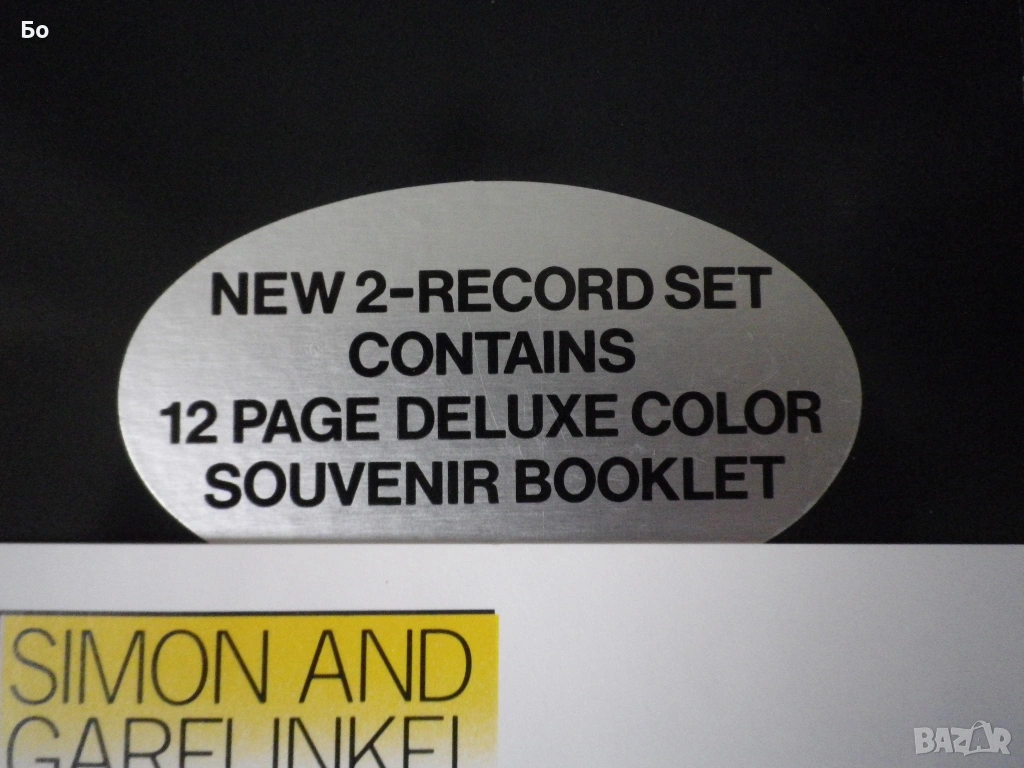 Бо
NEW 2-RECORD SET
CONTAINS
12 PAGE DELUXE COLOR
SOUVENIR BOOKLET
SIMON AND
GARFUNKEL
BAZAR